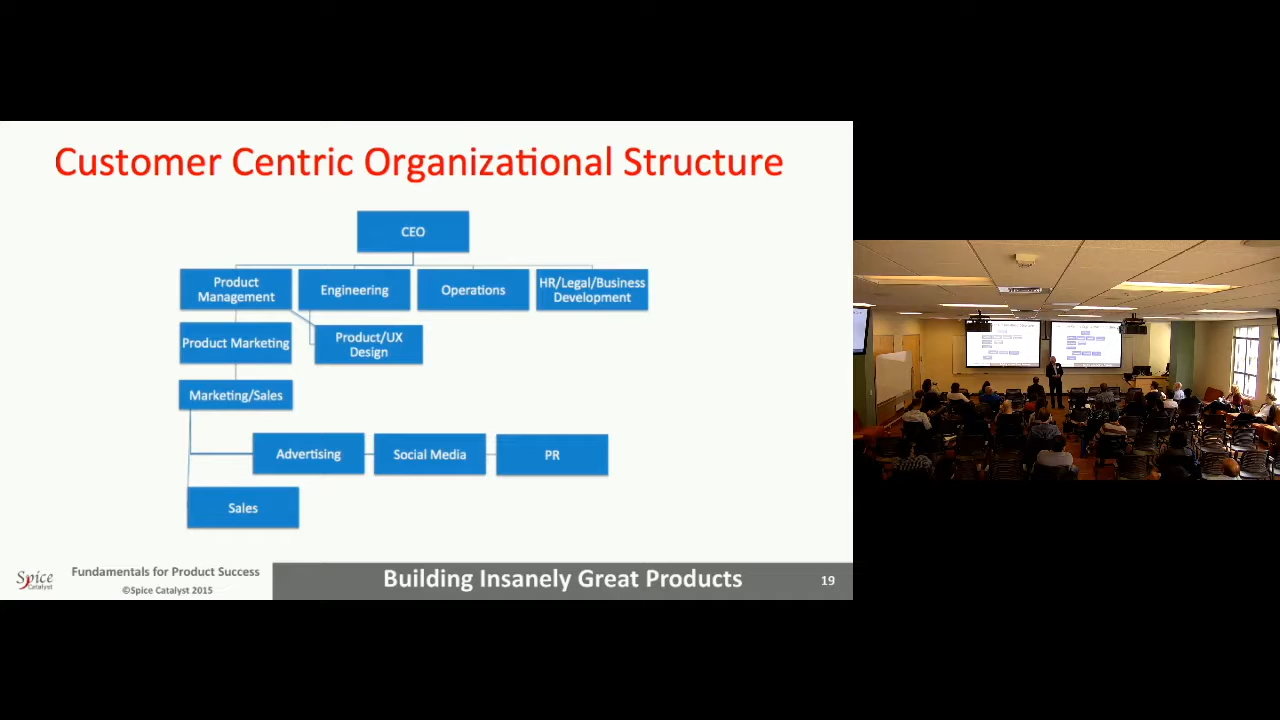 Customer Centric Organizational Structure
CEO
Product
Management
Engineering
Operations
HR/Legal/Business
Development
Product Marketing
Product/UX
Design
Marketing/Sales
Advertising
Social Media
PR
Sales
Spice
Catalyst
Fundamentals for Product Success
©Spice Catalyst 2015
Building Insanely Great Products
19